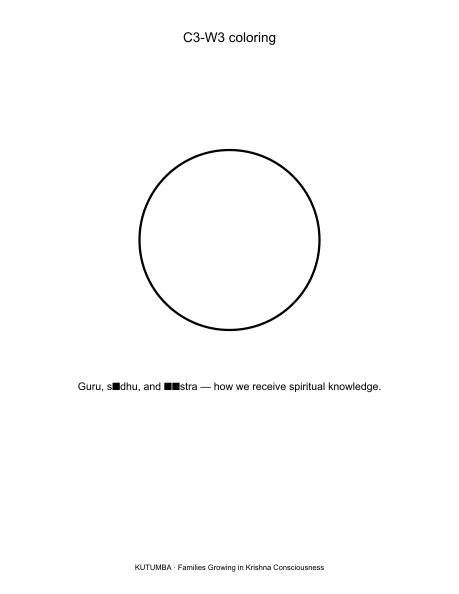 C3-W3 coloring
Guru, s■dhu, and ■■stra — how we receive spiritual knowledge.
KUTUMBA · Families Growing in Krishna Consciousness